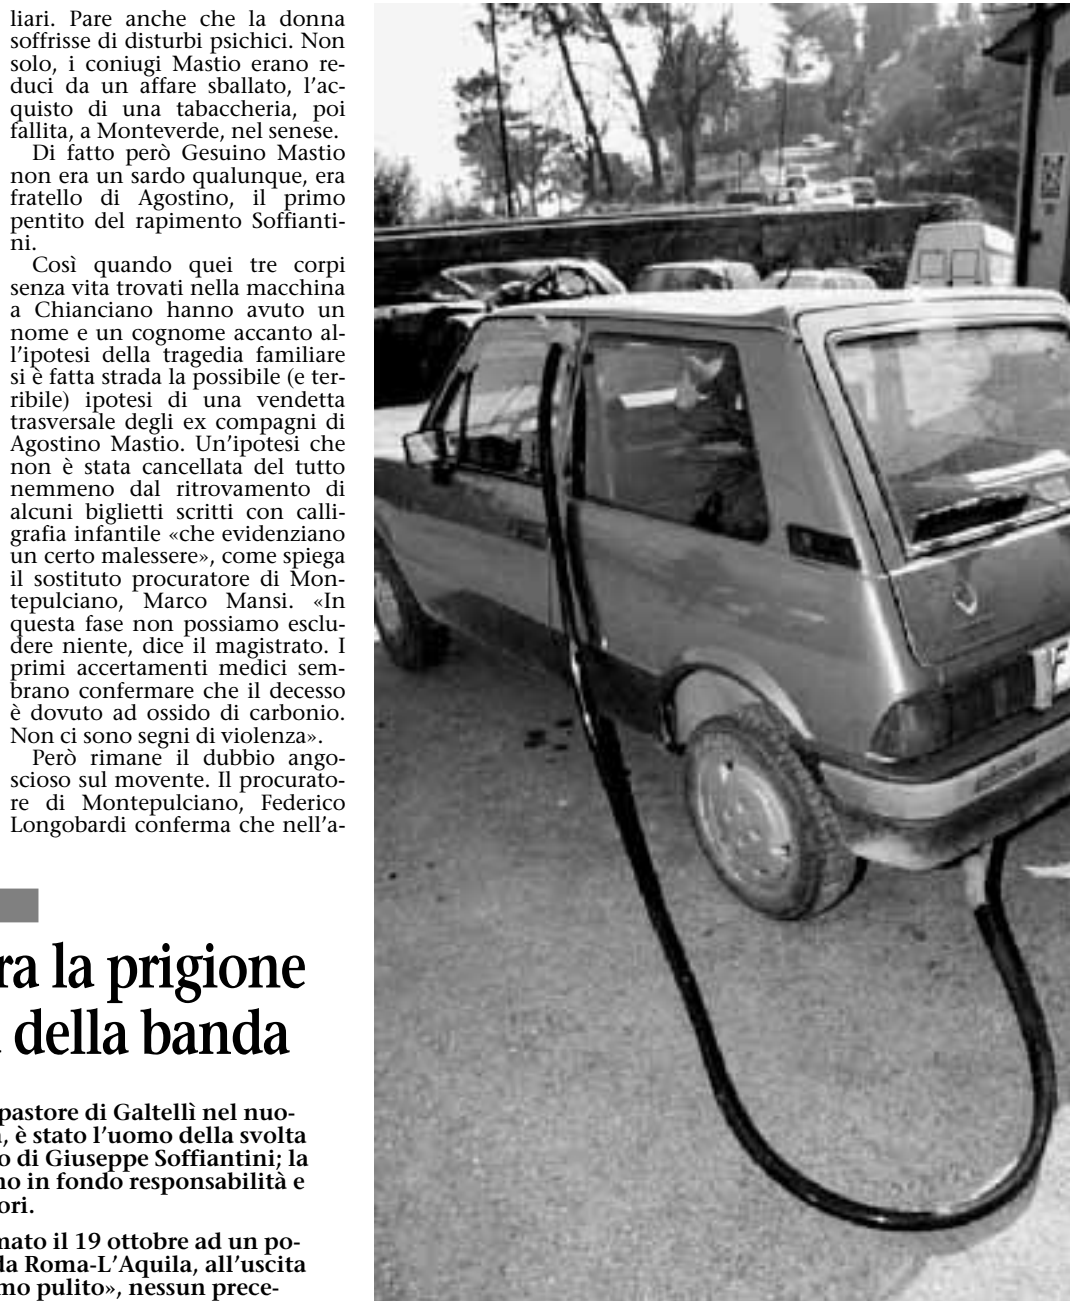 liari. Pare anche che la donna
soffrisse di disturbi psichici. Non
solo, i coniugi Mastio erano re-
duci da un affare sballato, l'ac-
quisto di una tabaccheria, poi
fallita, a Monteverde, nel senese.
Di fatto però Gesuino Mastio
non era un sardo qualunque, era
fratello di Agostino, il primo
pentito del rapimento Soffianti-
ni.
Così quando quei tre corpi
senza vita trovati nella macchina
a Chianciano hanno avuto un
nome e un cognome accanto al-
l'ipotesi della tragedia familiare
si è fatta strada la possibile (e ter-
ribile) ipotesi di una vendetta
trasversale degli ex compagni di
Agostino Mastio. Un'ipotesi che
non è stata cancellata del tutto
nemmeno dal ritrovamento di
alcuni biglietti scritti con calli-
grafia infantile «che evidenziano
un certo malessere», come spiega
il sostituto procuratore di Mon-
tepulciano, Marco Mansi. «In
questa fase non possiamo esclu-
dere niente, dice il magistrato. I
primi accertamenti medici sem-
brano confermare che il decesso
è dovuto ad ossido di carbonio.
Non ci sono segni di violenza».
Però rimane il dubbio ango-
scioso sul movente. Il procurato-
re di Montepulciano, Federico
Longobardi conferma che nell'a-
ra la prigione
della banda
pastore di Galtellì nel nuo-
, è stato l'uomo della svolta
o di Giuseppe Soffiantini; la
no in fondo responsabilità e
ori.
mato il 19 ottobre ad un po-
da Roma-L'Aquila, all'uscita
mo pulito», nessun prece-